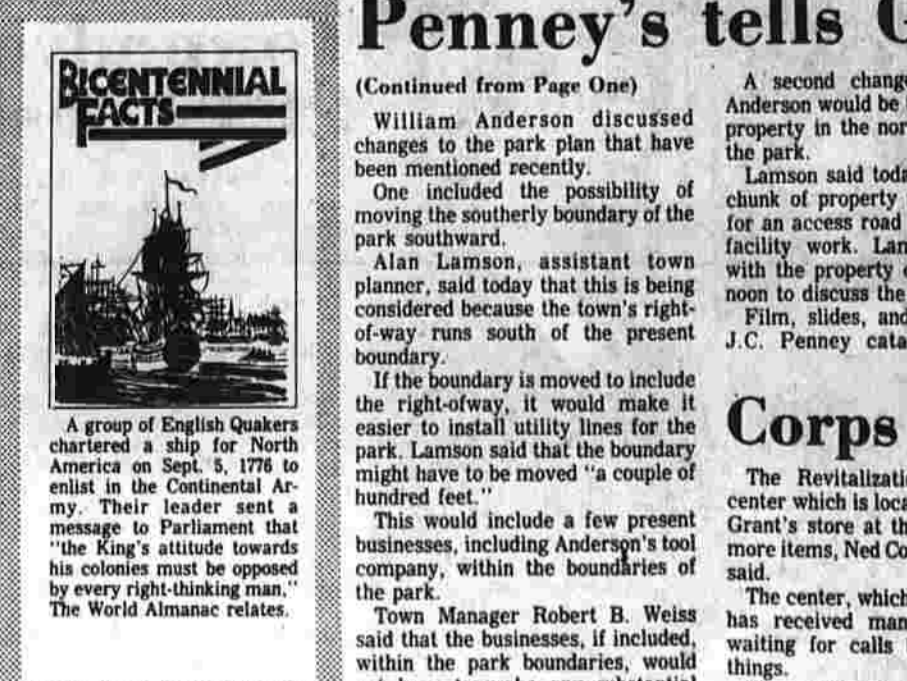 Penney's tells
BICENTENNIAL
FACTS
A group of English Quakers
chartered a ship for North
America on Sept. 5, 1776 to
enlist in the Continental Ar-
my. Their leader sent a
message to Parliament that
"the King's attitude towards
his colonies must be opposed
by every right-thinking man,"
The World Almanac relates.
(Continued from Page One)
William Anderson discussed
changes to the park plan that have
been mentioned recently.
One included the possibility of
moving the southerly boundary of the
park southward.
Alan Lamson, assistant town
planner, said today that this is being
considered because the town's right-
of-way runs south of the present
boundary.
If the boundary is moved to include
the right-ofway, it would make it
easier to install utility lines for the
park. Lamson said that the boundary
might have to be moved "a couple of
hundred feet."
This would include a few present
businesses, including Anderson's tool
company, within the boundaries of
the park.
Town Manager Robert B. Weiss
said that the businesses, if included,
within the park boundaries, would
A second change
Anderson would be
property in the nor
the park.
Lamson said toda
chunk of property
for an access road
facility work. Lam
with the property
noon to discuss the
Film, slides, and
J.C. Penney cata
Corps
The Revitalizati
center which is loca
Grant's store at th
more items, Ned Co
said.
The center, which
has received man
waiting for calls
things.